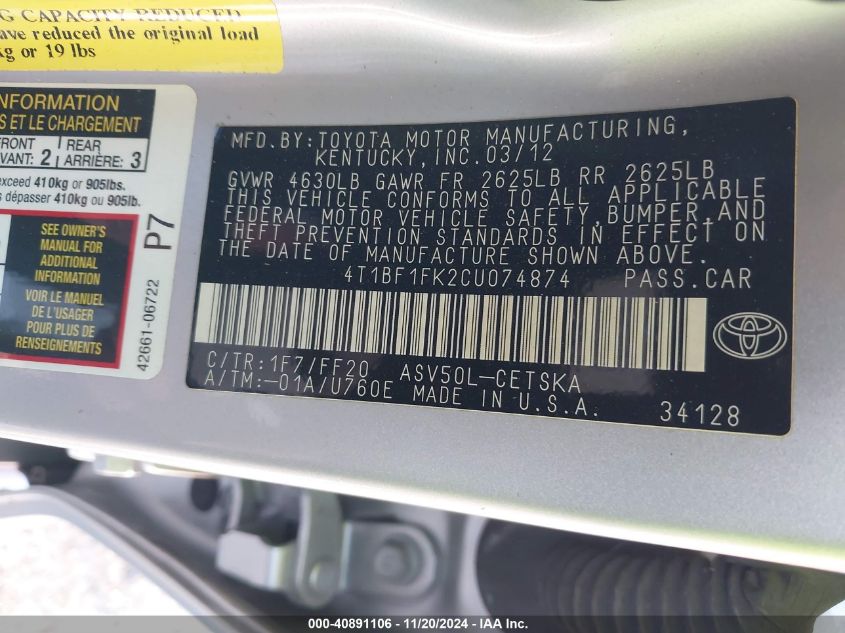 CAPACITY REDUCED
have reduced the original load
kg or 19 lbs
INFORMATION
ET LE CHARGEMENT
FRONT
AVANT: 2
REAR
ARRIÈRE: 3
exceed 410kg or 905lbs.
dépasser 410kg ou 905lb.
SEE OWNER'S
MANUAL FOR
ADDITIONAL
INFORMATION
VOIR LE MANUEL
DE L'USAGER
POUR PLUS DE
RENSEIGNEMENTS
P7
42661-06722
MFD. BY: TOYOTA MOTOR MANUFACTURING,
KENTUCKY, INC. 03/12
GVWR 4630LB GAWR FR 2625LB RR 2625LB
THIS VEHICLE CONFORMS TO ALL APPLICABLE
FEDERAL MOTOR VEHICLE SAFETY, BUMPER, AND
THEFT PREVENTION STANDARDS IN EFFECT ON
THE DATE OF MANUFACTURE SHOWN ABOVE.
4T1BF1FK2CU074874 PASS. CAR
C/TR: 1F7/FF20 ASV50L-CETSKA
A/TM: -01A/U760E MADE IN U.S.A.
34128
000-40891106 - 11/20/2024 - IAA Inc.